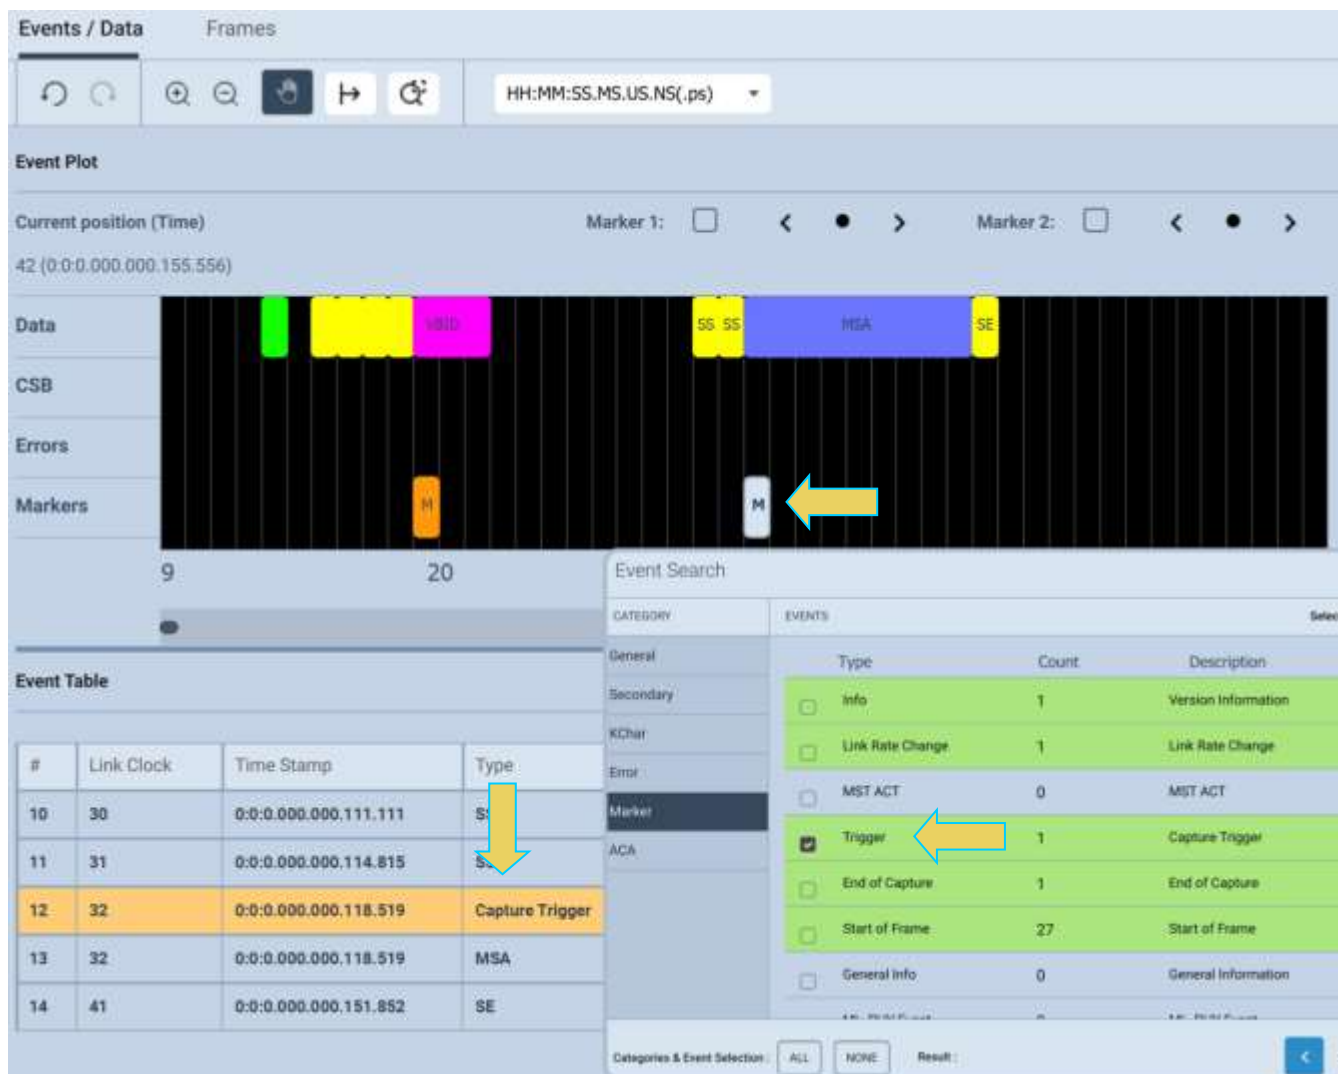 Events / Data Frames
HH:MM:SS.MS.US.NS(.ps)
Event Plot
Current position (Time) Marker 1: Marker 2:
42 (0:0:0.000.000.155.556)
Data VBID SS SS MSA SE
CSB
Errors
Markers M M
9 20
Event Search
CATEGORY EVENTS Selec
General Type Count Description
Event Table
Secondary Info 1 Version Information
KChar Link Rate Change 1 Link Rate Change
# Link Clock Time Stamp Type
Error MST ACT 0 MST ACT
10 30 0:0:0.000.000.111.111
Marker Trigger 1 Capture Trigger
ACA
11 31 0:0:0.000.000.114.815
End of Capture 1 End of Capture
12 32 0:0:0.000.000.118.519 Capture Trigger
Start of Frame 27 Start of Frame
13 32 0:0:0.000.000.118.519 MSA
General Info 0 General Information
14 41 0:0:0.000.000.151.852 SE
Categories & Event Selection : ALL NONE Result :